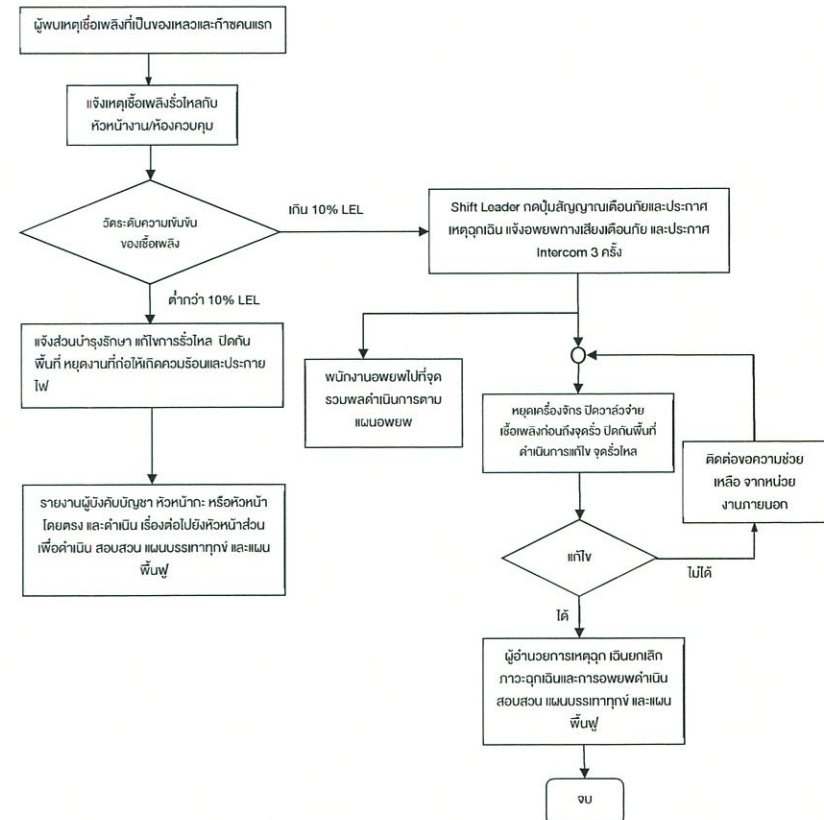 ผู้พบเหตุเชื้อเพลิงที่เป็นของเหลวและก๊าซคนแรก
แจ้งเหตุเชื้อเพลิงรั่วไหลกับ
หัวหน้างาน/ห้องควบคุม
วัดระดับความเข้มข้น
ของเชื้อเพลิง
เกิน 10% LEL
Shift Leader กดปุ่มสัญญาณเตือนภัยและประกาศ
เหตุฉุกเฉิน แจ้งอพยพทางเสียงเตือนภัย และประกาศ
Intercom 3 ครั้ง
ต่ำกว่า 10% LEL
แจ้งส่วนบำรุงรักษา แก้ไขการรั่วไหล ปิดกั้น
พื้นที่ หยุดงานที่ก่อให้เกิดควมร้อนและประกาย
ไฟ
พนักงานอพยพไปที่จุด
รวมพลดำเนินการตาม
แผนอพยพ
หยุดเครื่องจักร ปิดวาล์วจ่าย
เชื้อเพลิงก่อนถึงจุดรั่ว ปิดกั้นพื้นที่
ดำเนินการแก้ไข จุดรั่วไหล
ติดต่อขอความช่วย
เหลือ จากหน่วย
งานภายนอก
รายงานผู้บังคับบัญชา หัวหน้ากะ หรือหัวหน้า
โดยตรง และดำเนิน เรื่องต่อไปยังหัวหน้าส่วน
เพื่อดำเนิน สอบสวน แผนบรรเทาทุกข์ และแผน
ฟื้นฟู
แก้ไข
ไม่ได้
ได้
ผู้อำนวยการเหตุฉุก เฉินยกเลิก
ภาวะฉุกเฉินและการอพยพดำเนิน
สอบสวน แผนบรรเทาทุกข์ และแผน
ฟื้นฟู
จบ